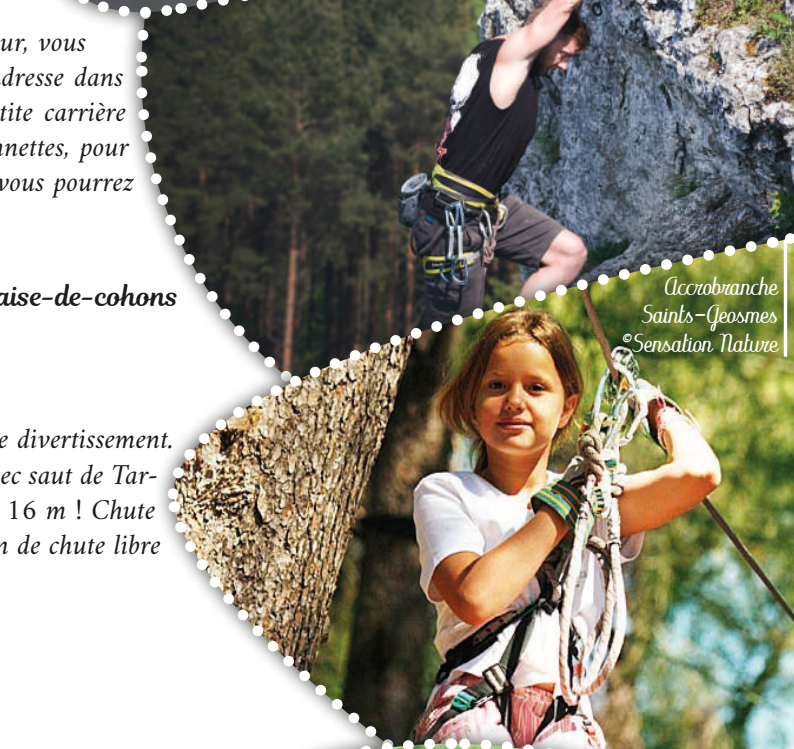 ur, vous
dresse dans
tite carrière
nnettes, pour
vous pourrez
aise-de-cohons
e divertissement.
ec saut de Tar-
16 m ! Chute
n de chute libre
Accrobranche
Saints-Geosmes
©Sensation Nature